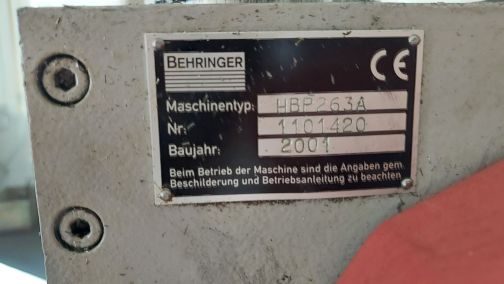 BEHRINGER
CE
Maschinentyp: HBP263A
Nr: 1101420
Baujahr: 2001
Beim Betrieb der Maschine sind die Angaben gem.
Beschilderung und Betriebsanleitung zu beachten